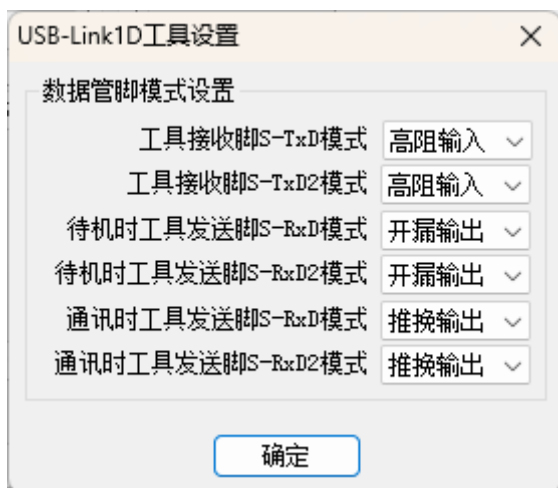 USB-Link1D工具设置
数据管脚模式设置
工具接收脚S-TxD模式 高阻输入
工具接收脚S-TxD2模式 高阻输入
待机时工具发送脚S-RxD模式 开漏输出
待机时工具发送脚S-RxD2模式 开漏输出
通讯时工具发送脚S-RxD模式 推挽输出
通讯时工具发送脚S-RxD2模式 推挽输出
确定